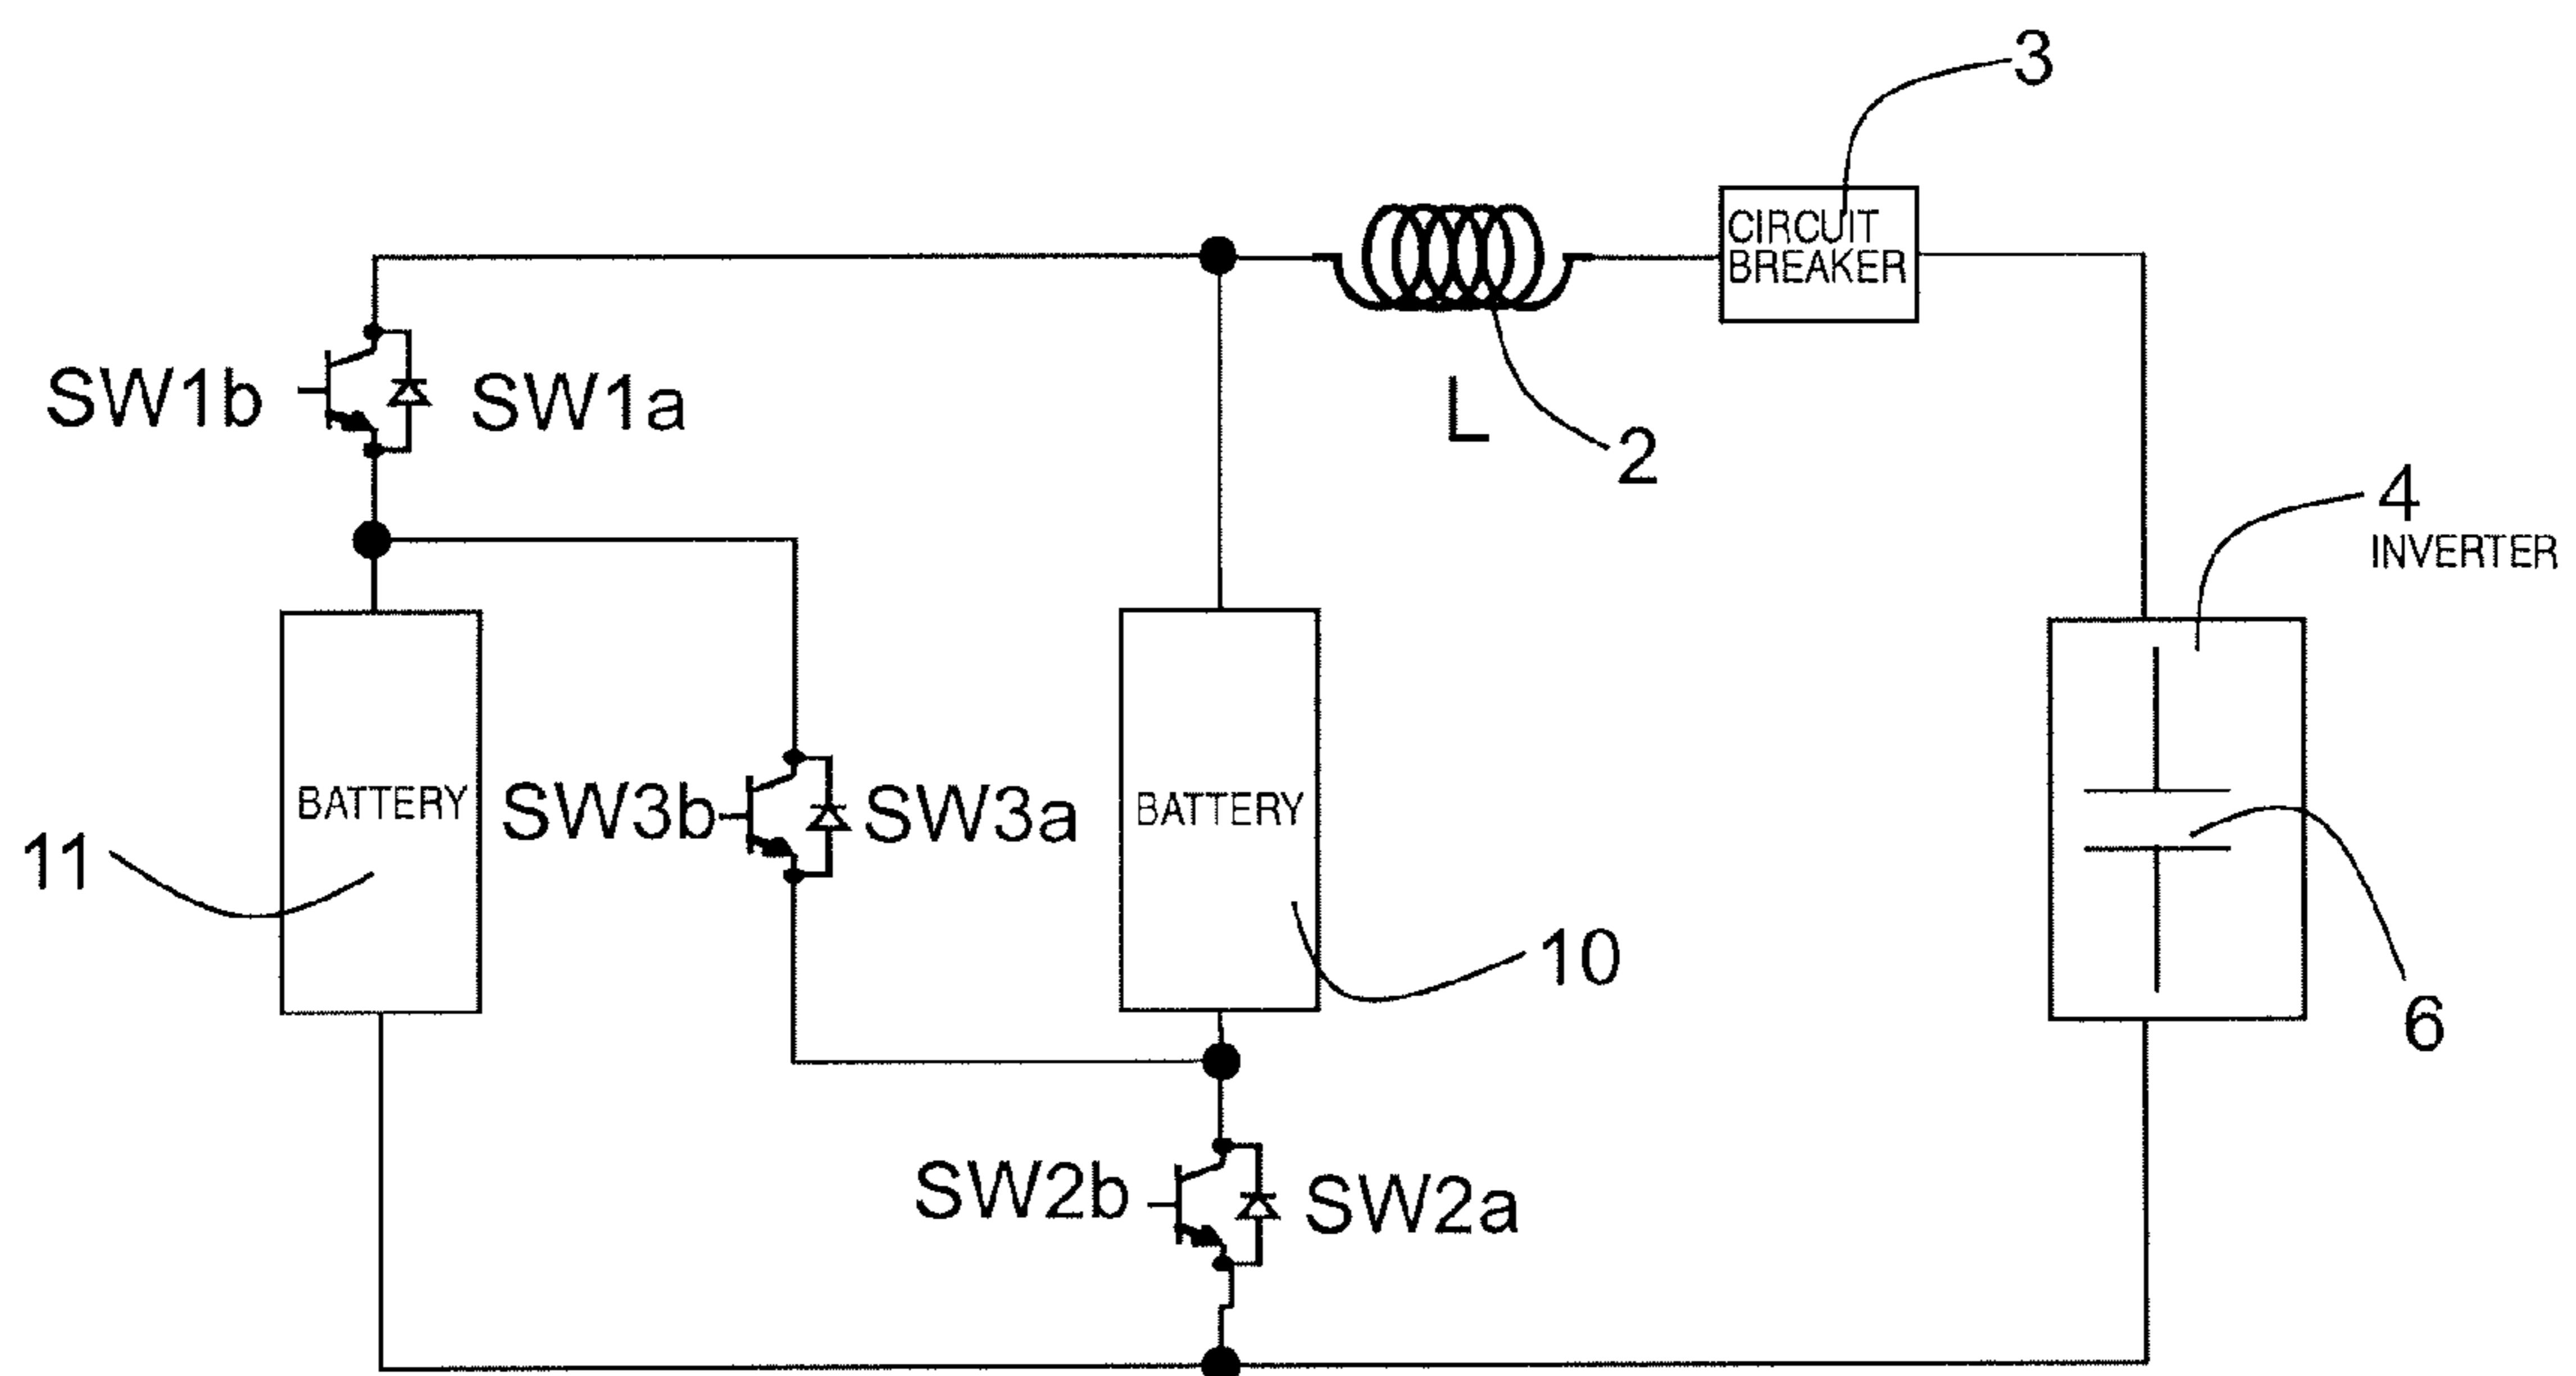 3
CIRCUIT
BREAKER
SW1b
SW1a
L
2
4
INVERTER
BATTERY
SW3b
SW3a
BATTERY
11
10
6
SW2b
SW2a